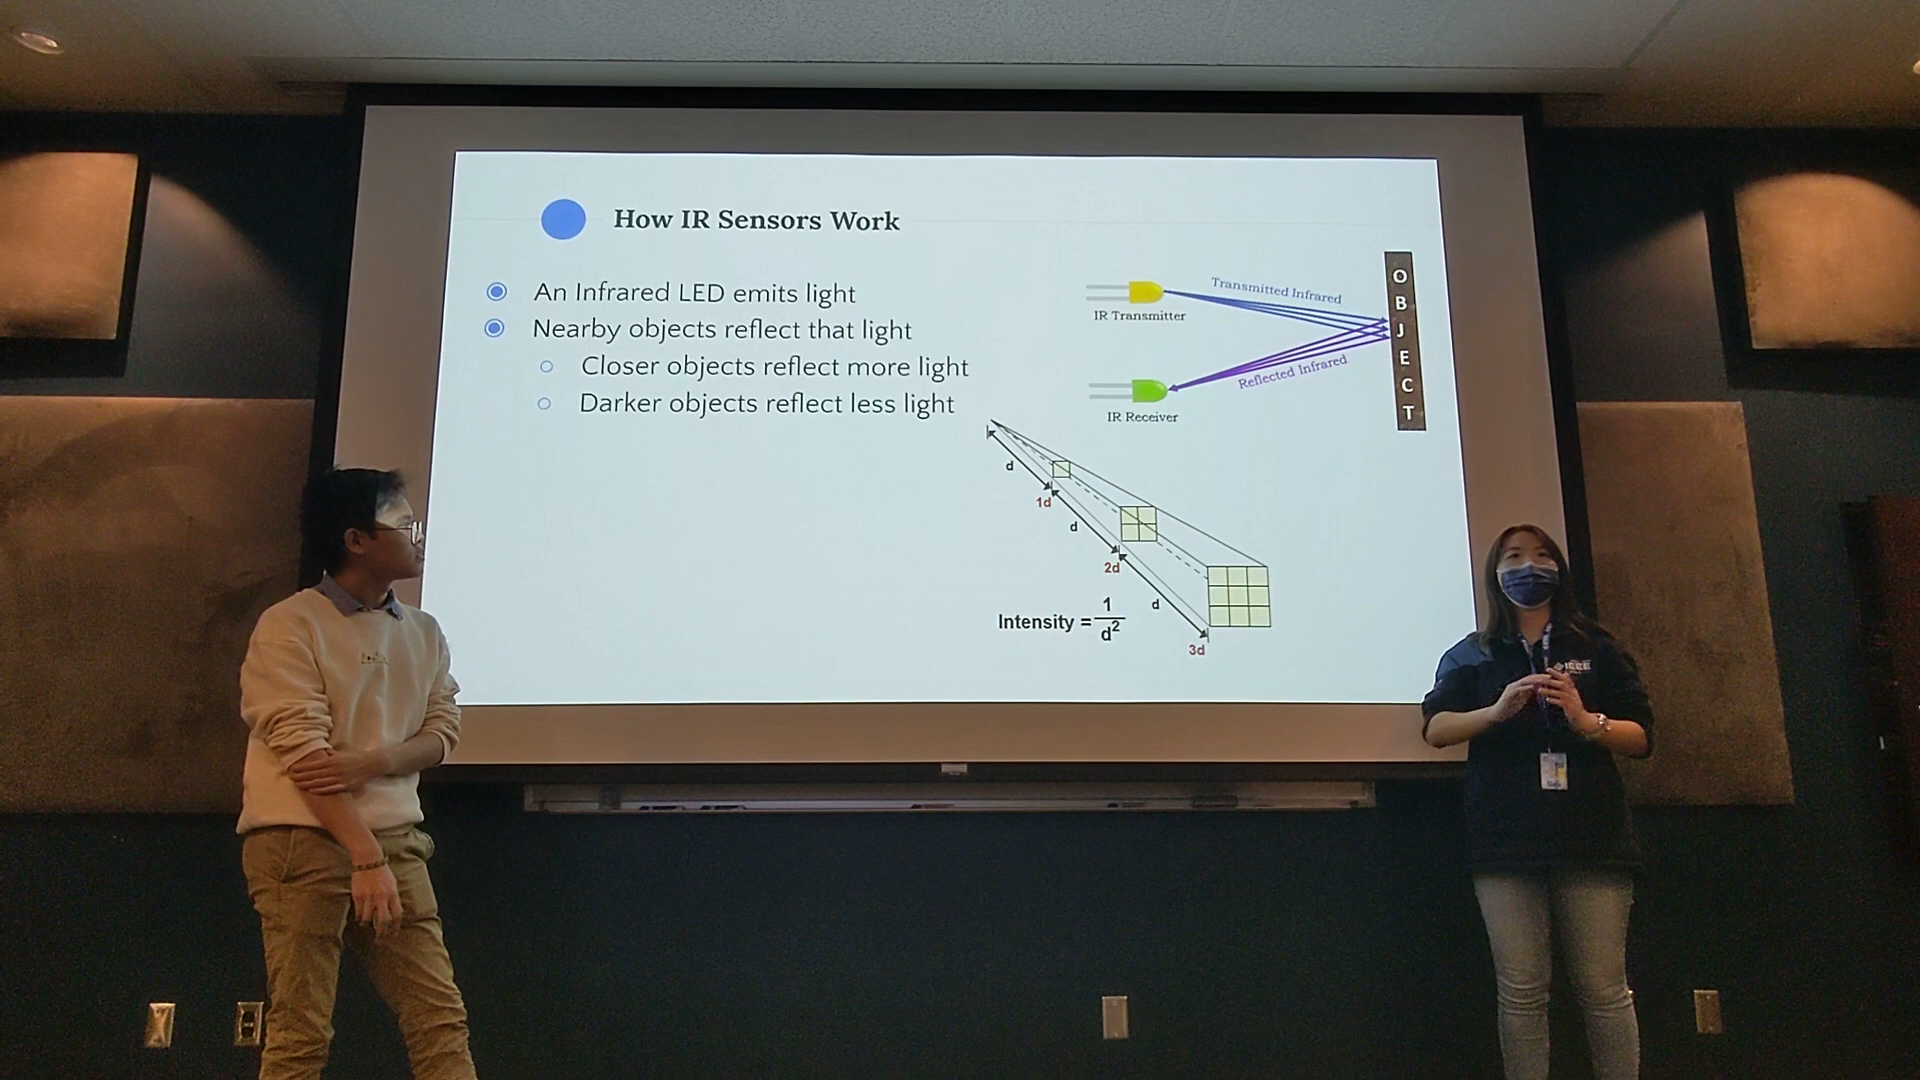 How IR Sensors Work
An Infrared LED emits light
Nearby objects reflect that light
Closer objects reflect more light
Darker objects reflect less light
Transmitted Infrared
IR Transmitter
Reflected Infrared
IR Receiver
OBJECT
d
1d
d
2d
d
3d
Intensity = 1/d²
IEEE